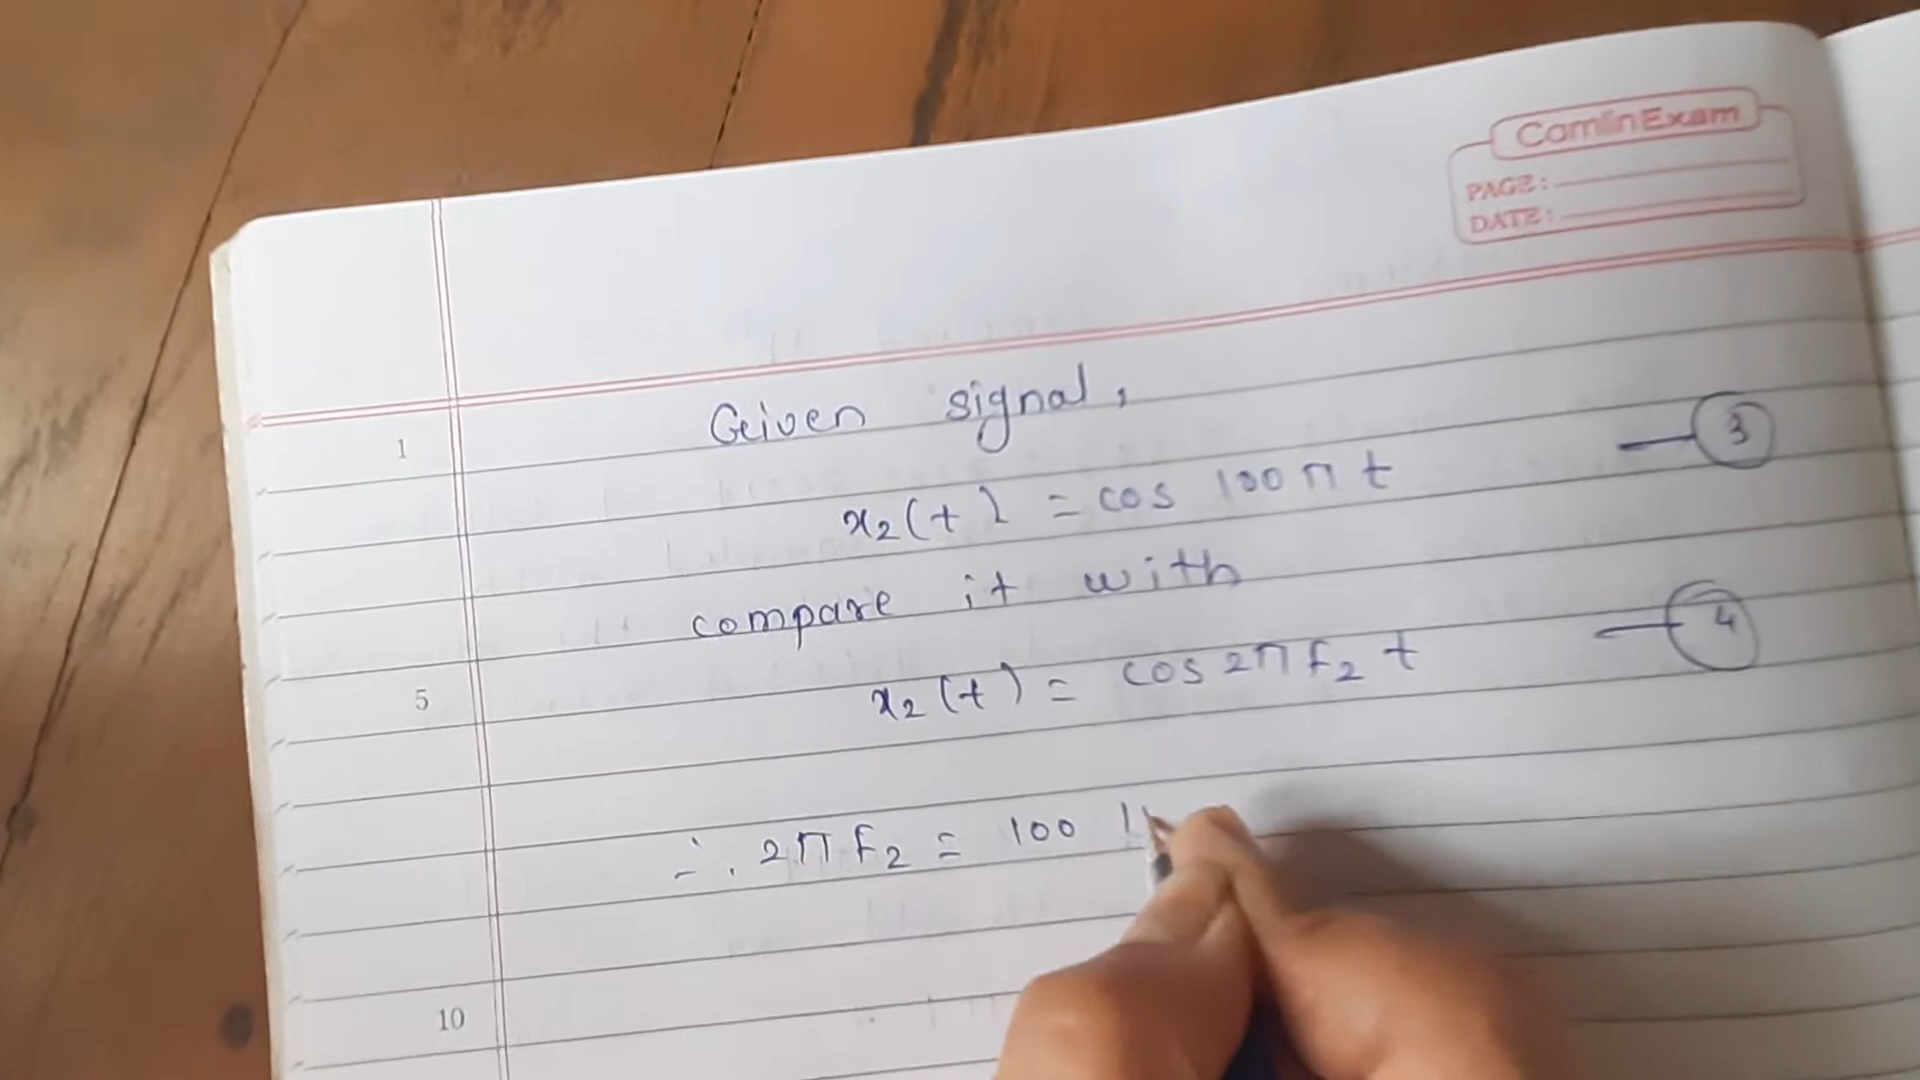 Camlin Exam
PAGE:
DATE:
Given signal,
1
x₂(t) = cos 100π t — 3
compare it with
x₂(t) = cos 2π F₂ t — 4
5
∴ 2π F₂ = 100
10